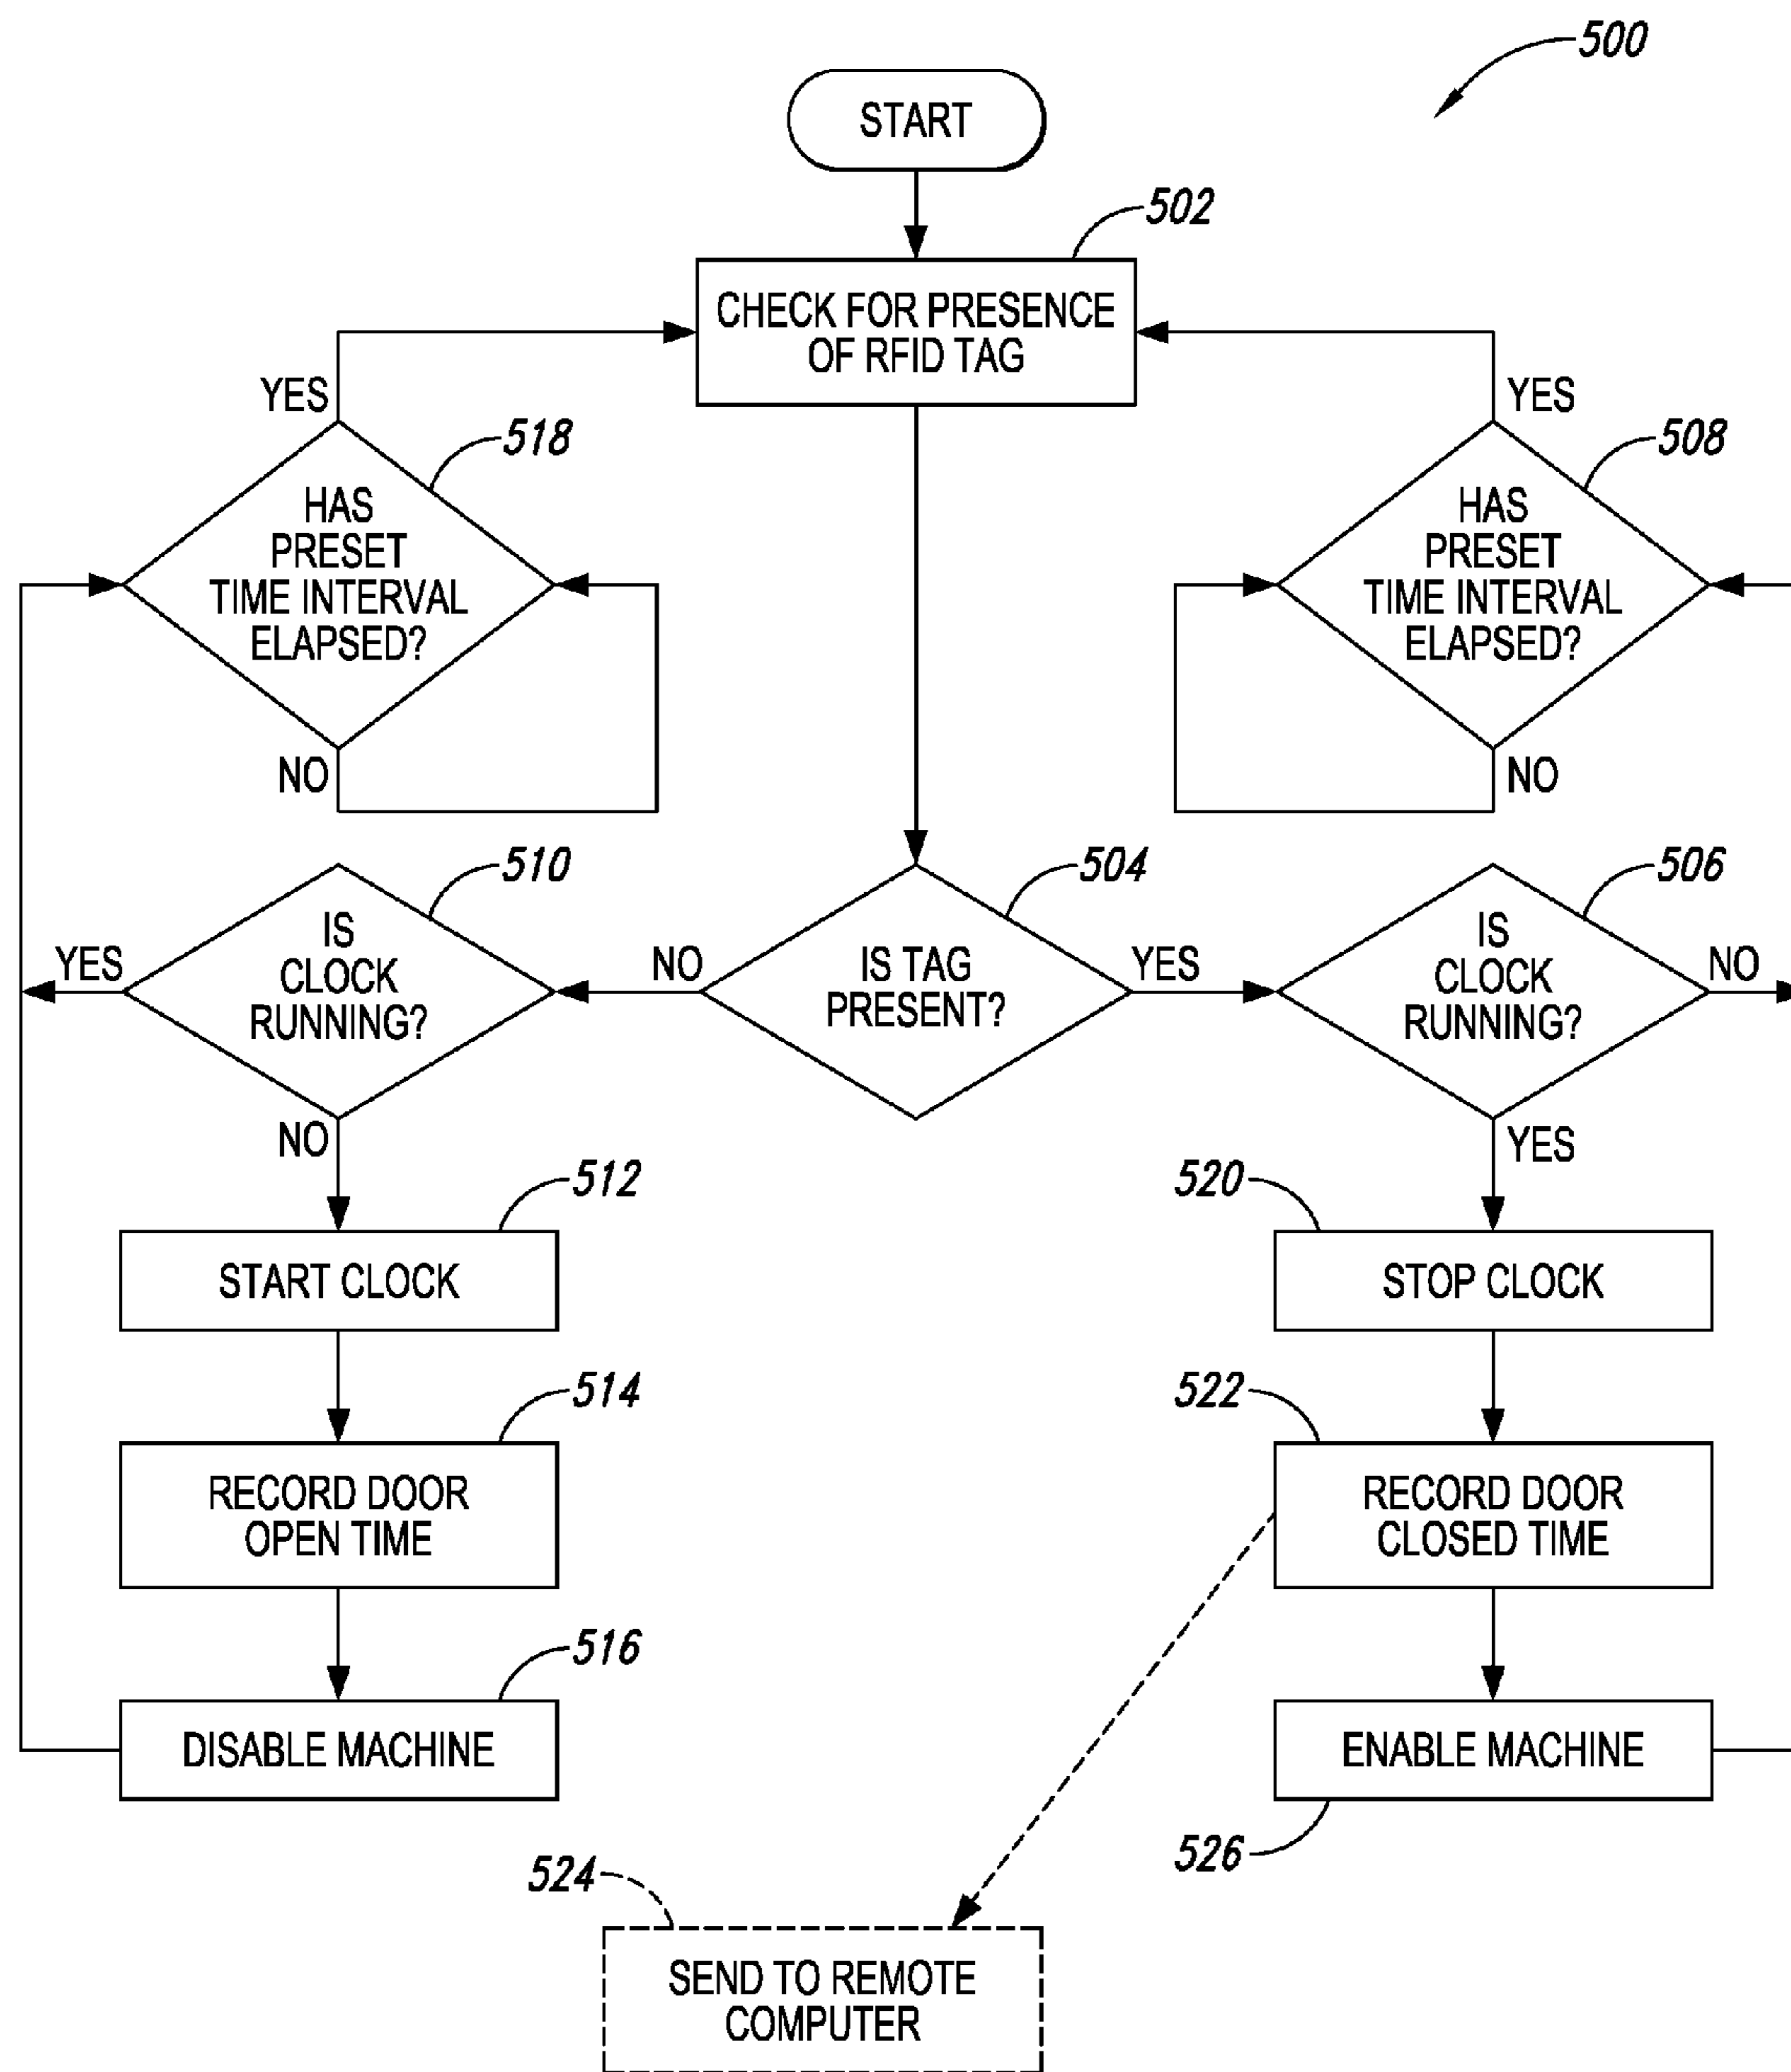 500
START
502
CHECK FOR PRESENCE
OF RFID TAG
YES
YES
518
508
HAS
PRESET
TIME INTERVAL
ELAPSED?
HAS
PRESET
TIME INTERVAL
ELAPSED?
NO
NO
510
504
506
YES
IS
CLOCK
RUNNING?
NO
IS TAG
PRESENT?
YES
IS
CLOCK
RUNNING?
NO
NO
YES
512
520
START CLOCK
STOP CLOCK
514
522
RECORD DOOR
OPEN TIME
RECORD DOOR
CLOSED TIME
516
DISABLE MACHINE
ENABLE MACHINE
526
524
SEND TO REMOTE
COMPUTER